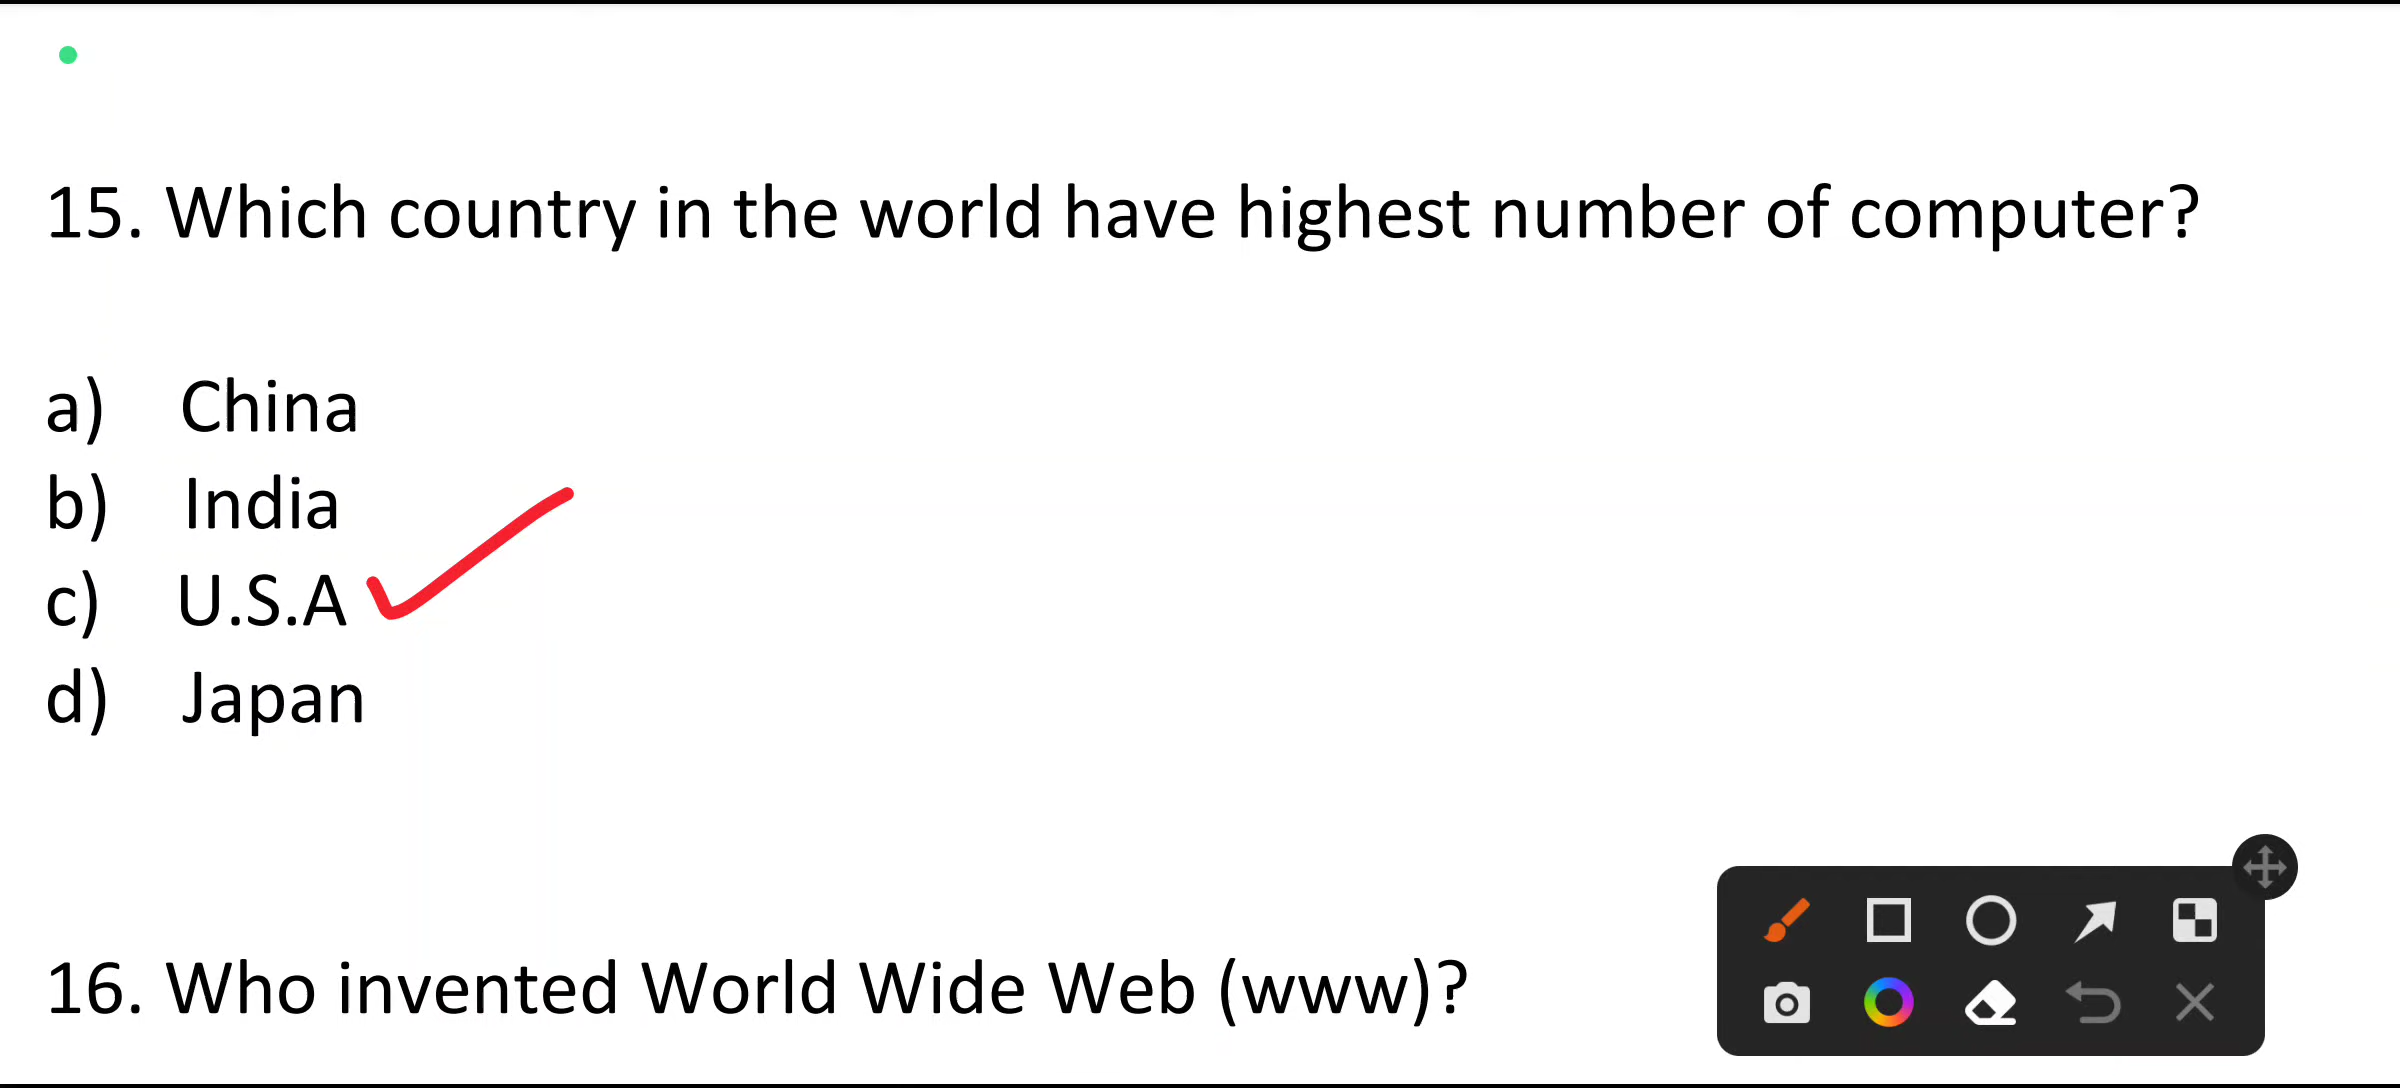 15. Which country in the world have highest number of computer?
a) China
b) India
c) U.S.A
d) Japan
16. Who invented World Wide Web (www)?